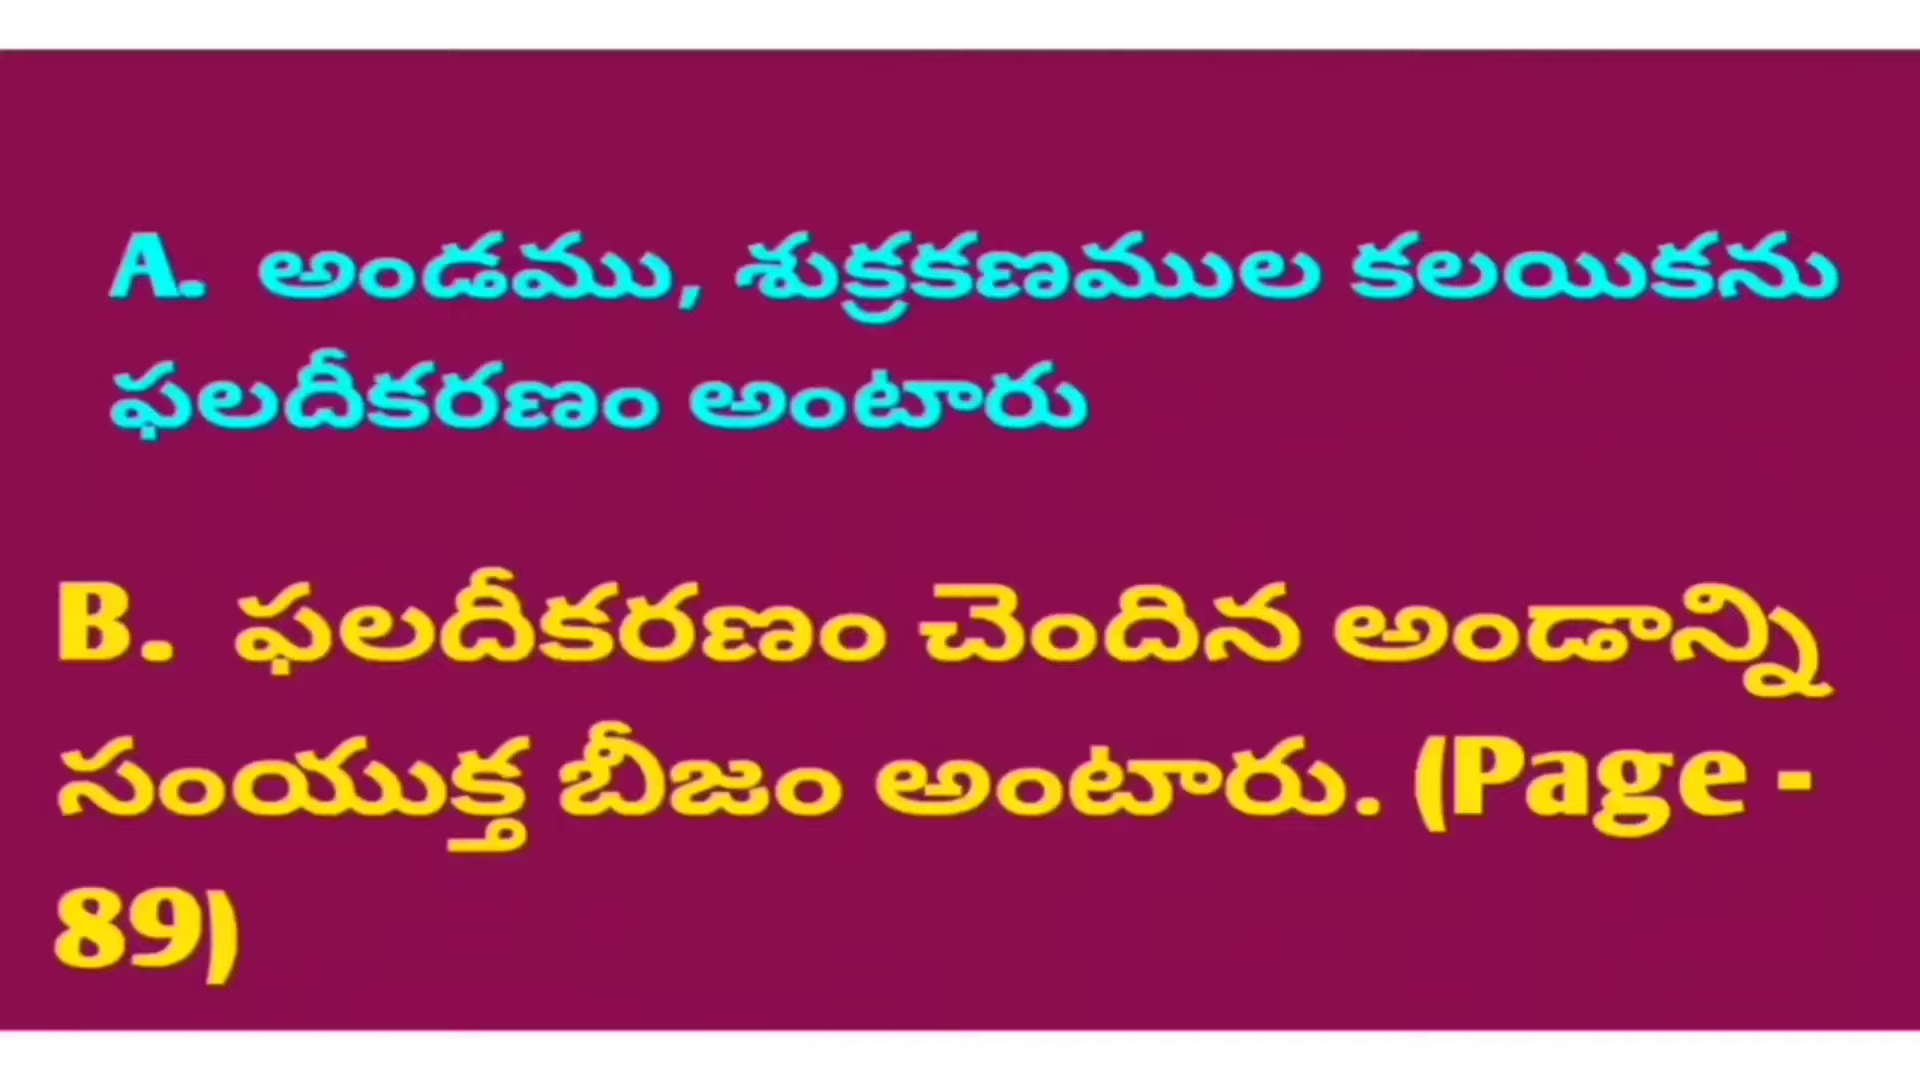 A. అండము, శుక్రకణముల కలయికను
ఫలదీకరణం అంటారు
B. ఫలదీకరణం చెందిన అండాన్ని
సంయుక్త బీజం అంటారు. (Page -
89)